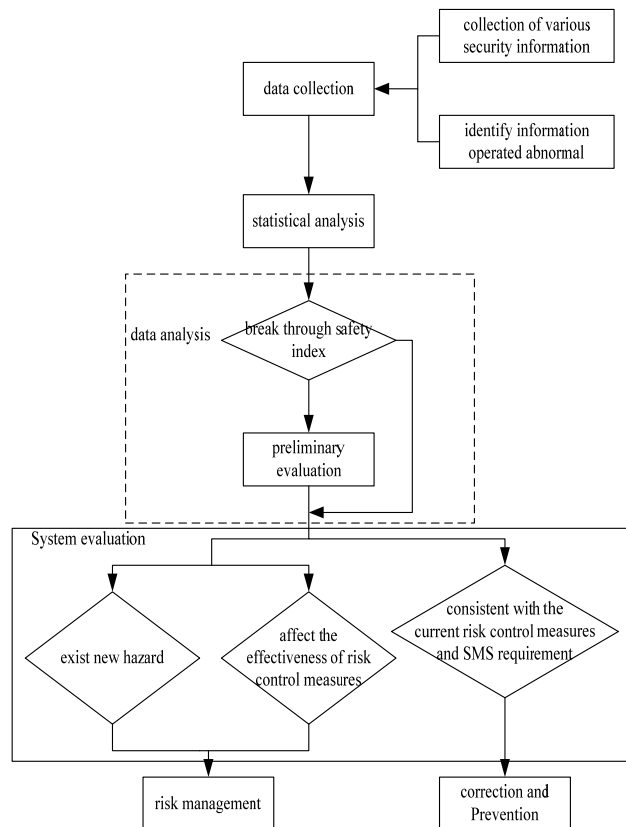 collection of various
security information
data collection
identify information
operated abnormal
statistical analysis
data analysis
break through safety
index
preliminary
evaluation
System evaluation
exist new hazard
affect the
effectiveness of risk
control measures
consistent with the
current risk control measures
and SMS requirement
risk management
correction and
Prevention